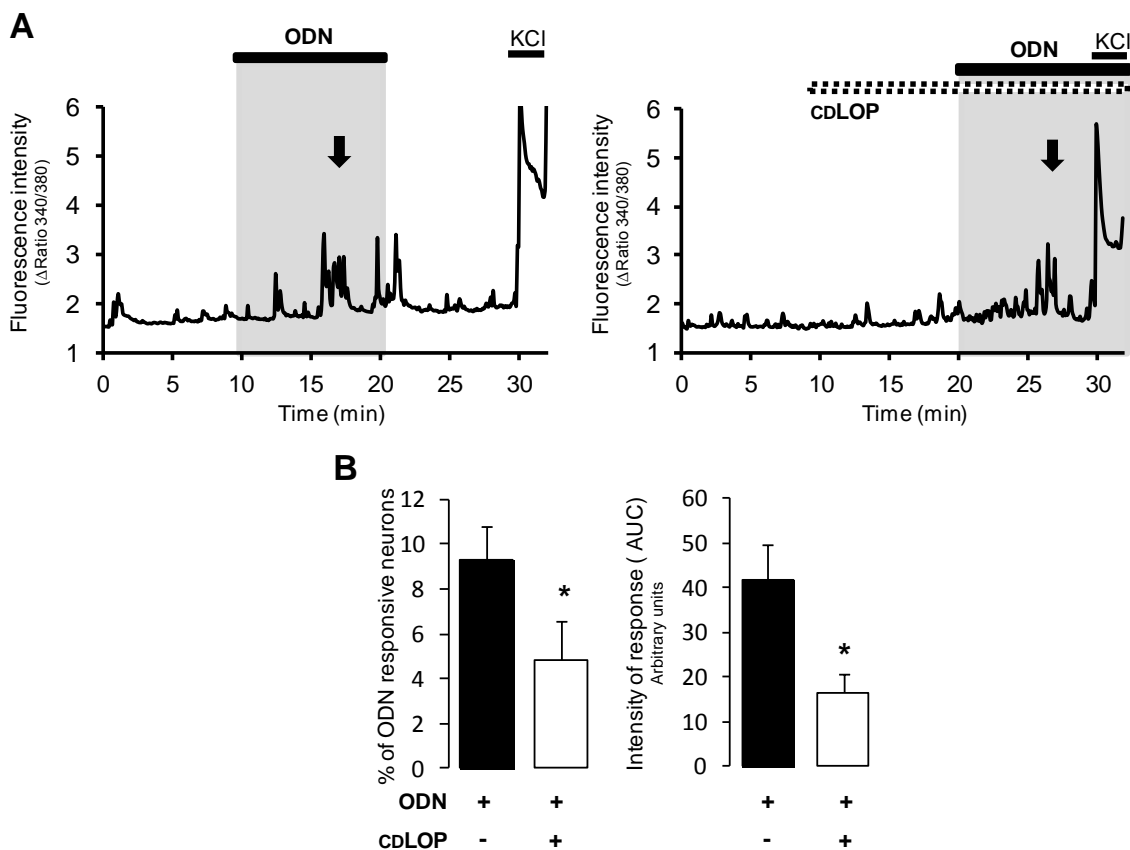 A
ODN
KCl
6
5
4
3
2
1
Fluorescence intensity
(ΔRatio 340/380)
0 5 10 15 20 25 30
Time (min)
ODN
KCl
CDLOP
6
5
4
3
2
1
Fluorescence intensity
(ΔRatio 340/380)
0 5 10 15 20 25 30
Time (min)
B
% of ODN responsive neurons
12
10
8
6
4
2
0
*
Intensity of response ( AUC)
Arbitrary units
60
50
40
30
20
10
0
*
ODN + + + +
CDLOP - + - +